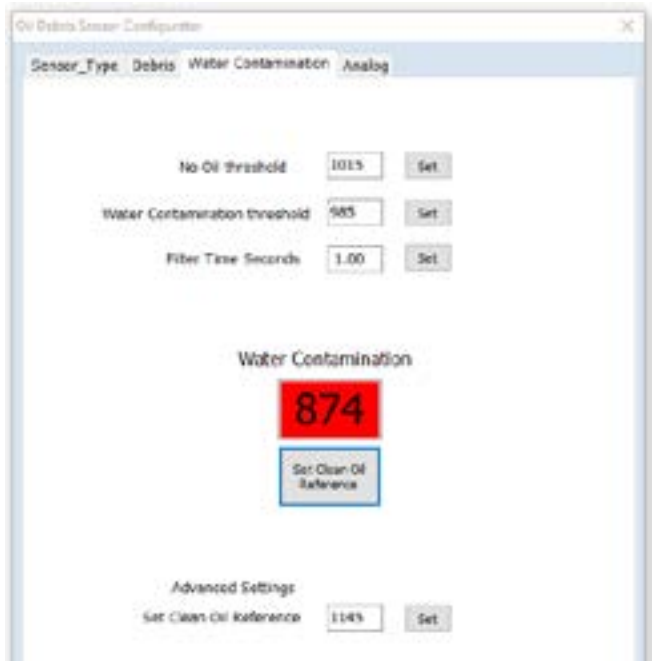 Oil Debris Sensor Configurator
Sensor_Type Debris Water Contamination Analog
No Oil threshold 1015 Set
Water Contamination threshold 985 Set
Filter Time Seconds 1.00 Set
Water Contamination
874
Set Clean Oil
Reference
Advanced Settings
Set Clean Oil Reference 1145 Set